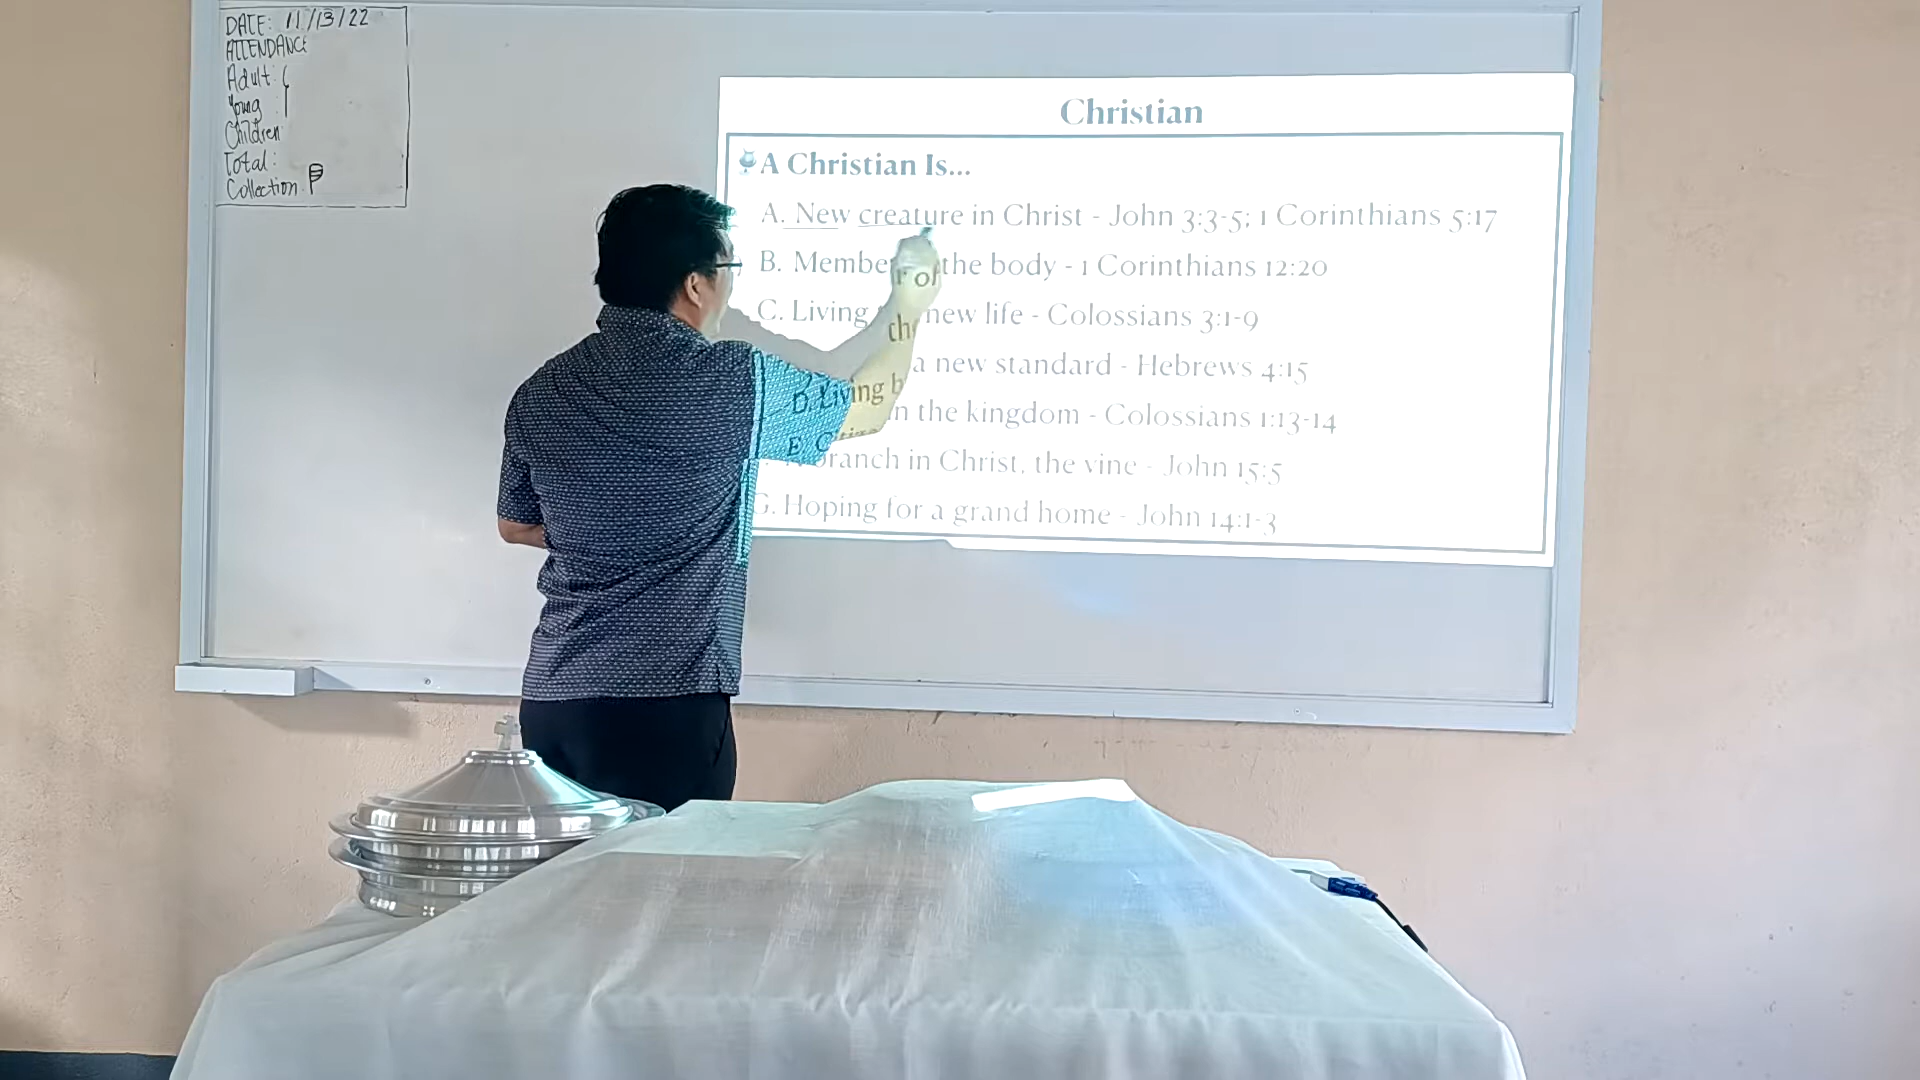 DATE: 11/13/22
ATTENDANCE
Adult:
Young :
Children
Total:
Collection ₱
Christian
A Christian Is...
A. New creature in Christ - John 3:3-5; 1 Corinthians 5:17
B. Member of the body - 1 Corinthians 12:20
C. Living new life - Colossians 3:1-9
D. Living a new standard - Hebrews 4:15
E. in the kingdom - Colossians 1:13-14
branch in Christ, the vine - John 15:5
G. Hoping for a grand home - John 14:1-3